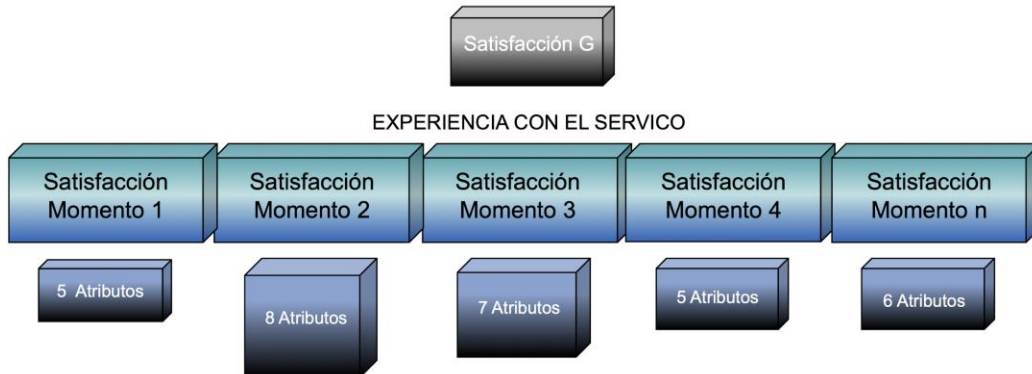 Satisfacción G
EXPERIENCIA CON EL SERVICO
Satisfacción
Momento 1
Satisfacción
Momento 2
Satisfacción
Momento 3
Satisfacción
Momento 4
Satisfacción
Momento n
5 Atributos
8 Atributos
7 Atributos
5 Atributos
6 Atributos